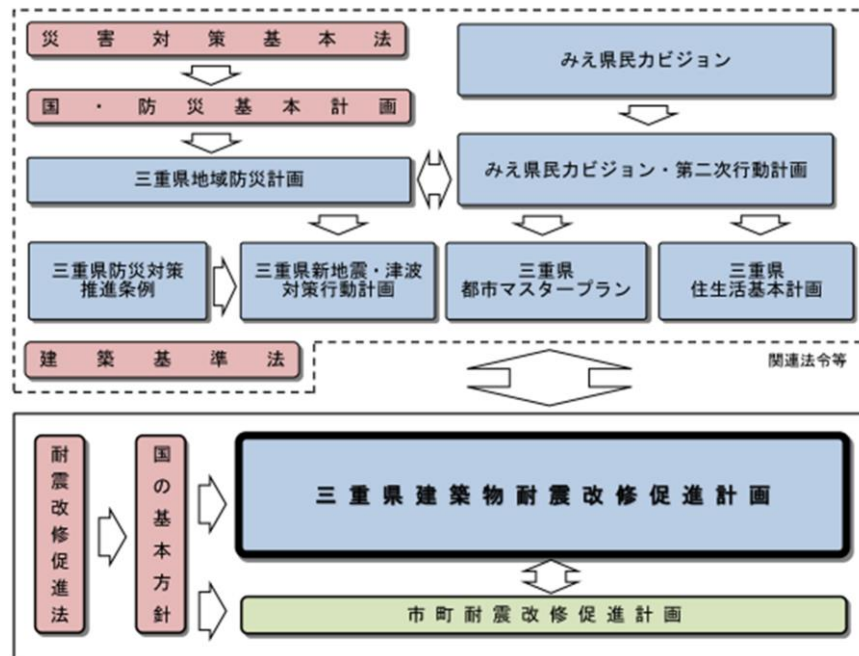 災害対策基本法
国・防災基本計画
三重県地域防災計画
みえ県民力ビジョン
みえ県民力ビジョン・第二次行動計画
三重県防災対策
推進条例
三重県新地震・津波
対策行動計画
三重県
都市マスタープラン
三重県
住生活基本計画
建築基準法
関連法令等
耐震改修促進法
国の基本方針
三重県建築物耐震改修促進計画
市町耐震改修促進計画